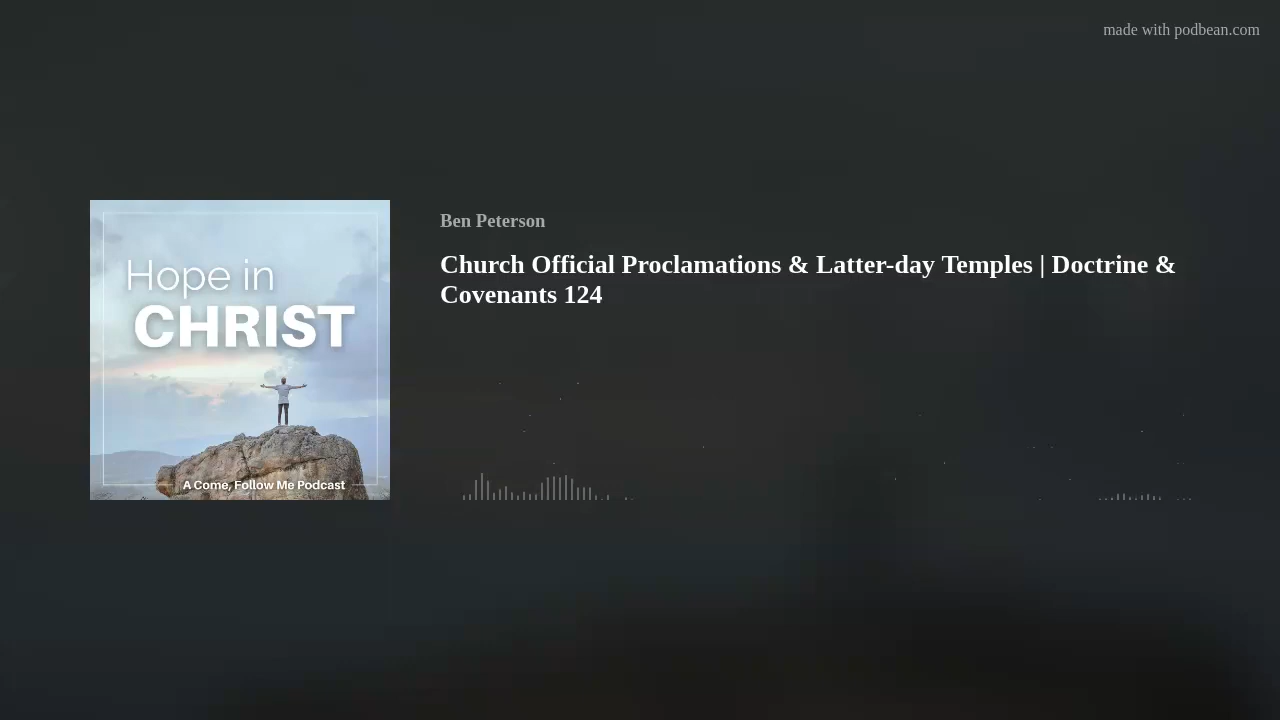 made with podbean.com
Hope in
CHRIST
A Come, Follow Me Podcast
Ben Peterson
Church Official Proclamations & Latter-day Temples | Doctrine &
Covenants 124